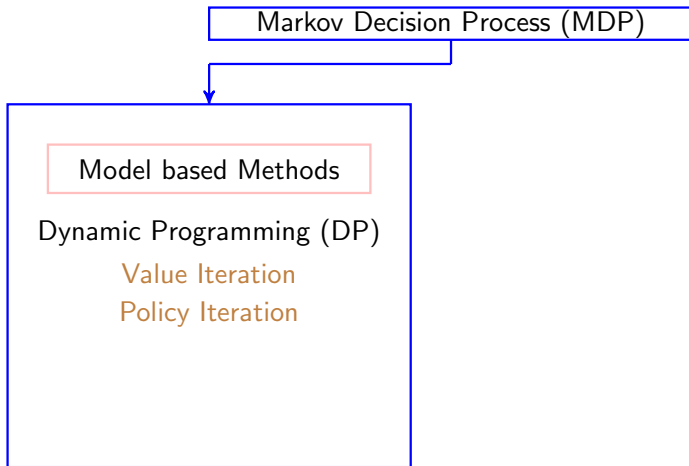 Markov Decision Process (MDP)
Model based Methods
Dynamic Programming (DP)
Value Iteration
Policy Iteration